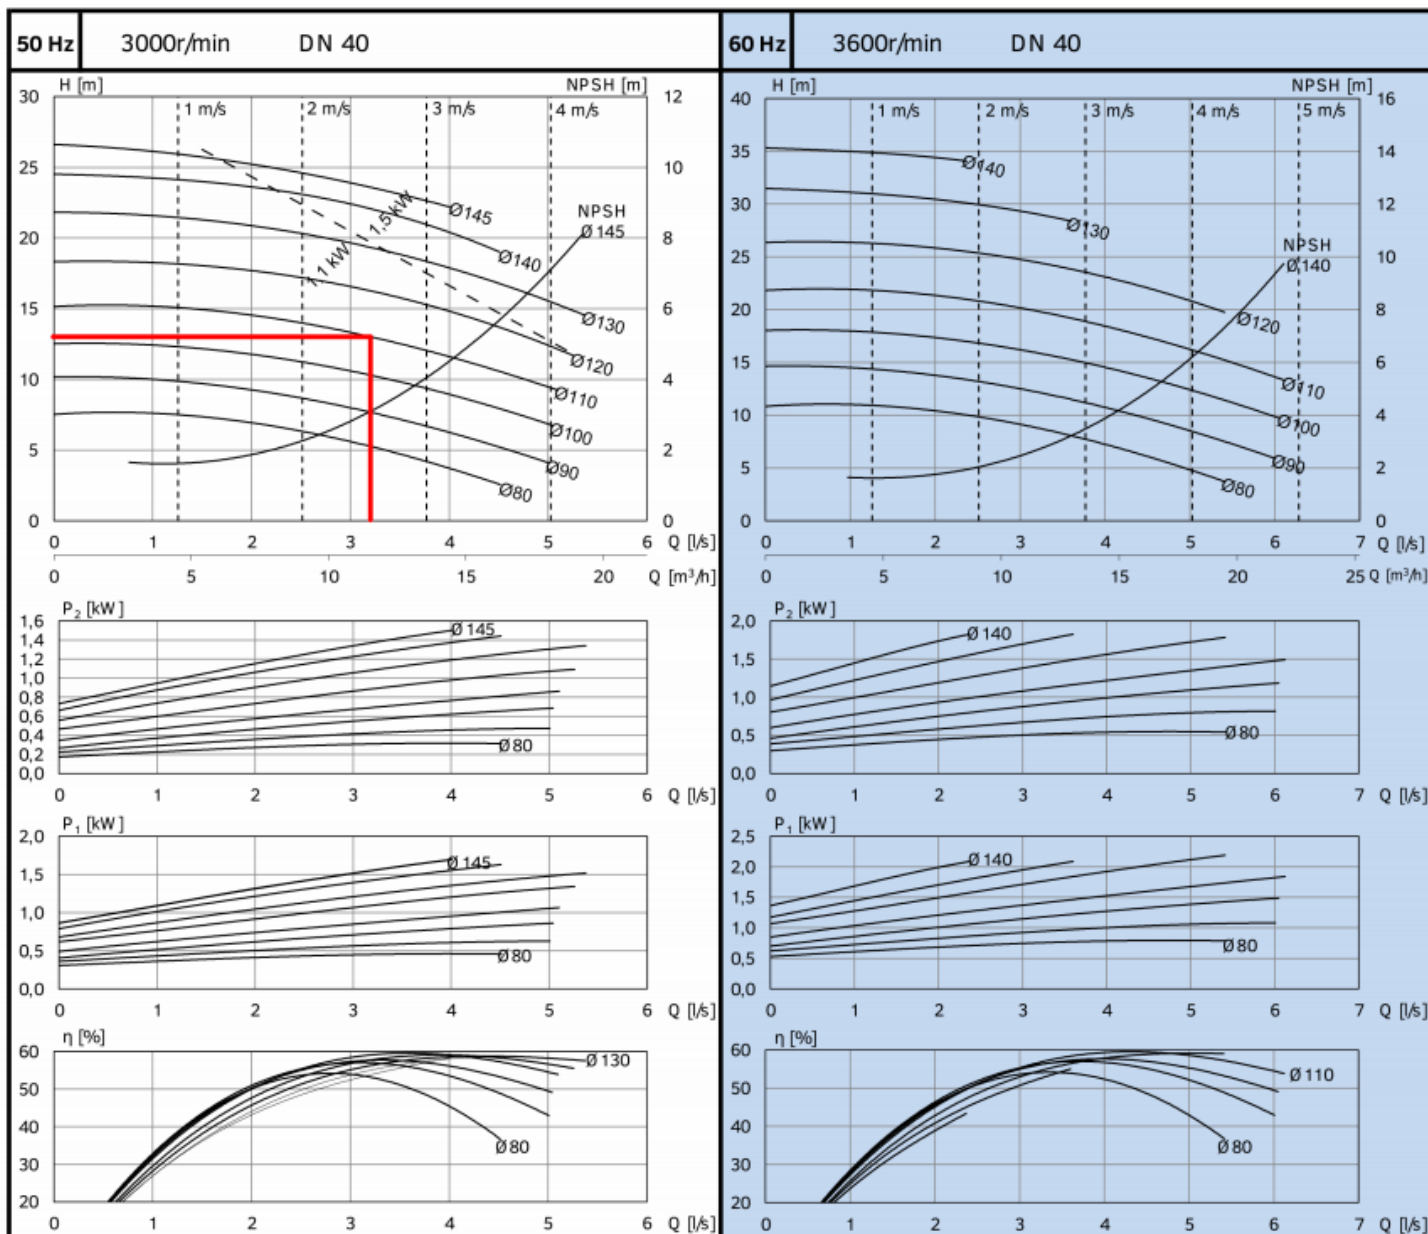 50 Hz 3000r/min DN 40
H [m] NPSH [m]
30 12
1 m/s 2 m/s 3 m/s 4 m/s
25 10
20 8
15 6
10 4
5 2
0 0
1,5 kW
1,1 kW
NPSH
Ø 145
Ø145
Ø140
Ø130
Ø120
Ø110
Ø100
Ø90
Ø80
1 2 3 4 5 6 Q [l/s]
0 5 10 15 20 Q [m³/h]
P₂ [kW]
1,6
1,4
1,2
1,0
0,8
0,6
0,4
0,2
0,0
Ø 145
Ø 80
0 1 2 3 4 5 6 Q [l/s]
P₁ [kW]
2,0
1,5
1,0
0,5
0,0
Ø 145
Ø 80
0 1 2 3 4 5 6 Q [l/s]
η [%]
60
50
40
30
20
Ø 130
Ø 80
0 1 2 3 4 5 6 Q [l/s]
60 Hz 3600r/min DN 40
H [m] NPSH [m]
40 16
1 m/s 2 m/s 3 m/s 4 m/s 5 m/s
35 14
30 12
25 10
20 8
15 6
10 4
5 2
0 0
NPSH
Ø 140
Ø140
Ø130
Ø120
Ø110
Ø100
Ø90
Ø80
1 2 3 4 5 6 7 Q [l/s]
0 5 10 15 20 25 Q [m³/h]
P₂ [kW]
2,0
1,5
1,0
0,5
0,0
Ø 140
Ø 80
0 1 2 3 4 5 6 7 Q [l/s]
P₁ [kW]
2,5
2,0
1,5
1,0
0,5
0,0
Ø 140
Ø 80
0 1 2 3 4 5 6 7 Q [l/s]
η [%]
60
50
40
30
20
Ø 110
Ø 80
0 1 2 3 4 5 6 7 Q [l/s]